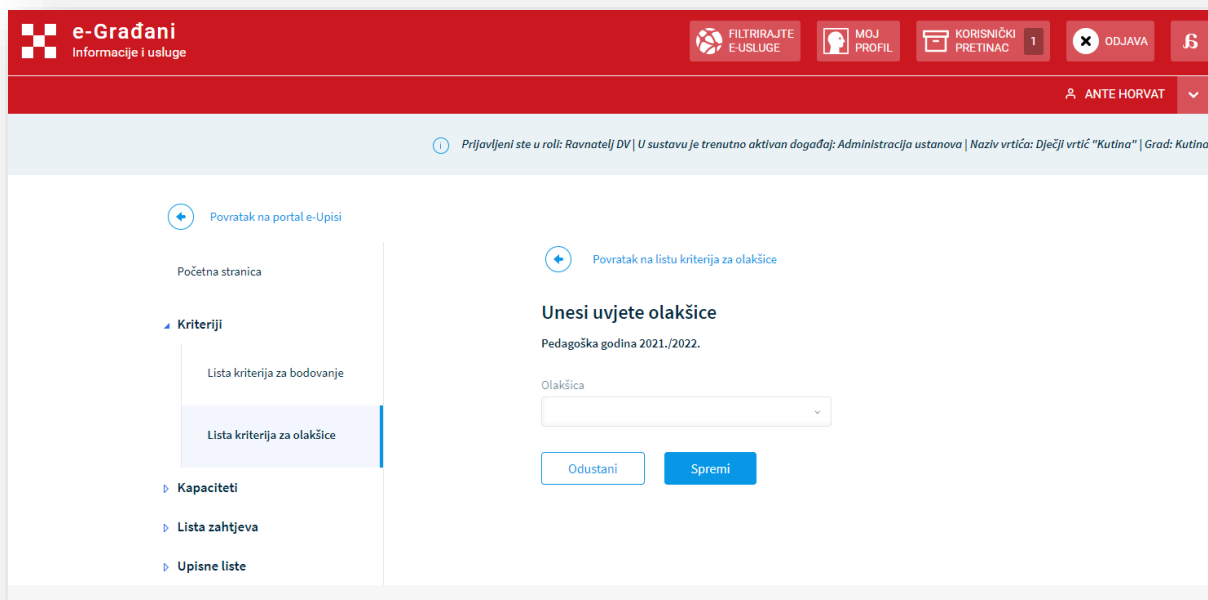 e-Građani
Informacije i usluge
FILTRIRAJTE
E-USLUGE
MOJ
PROFIL
KORISNIČKI
PRETINAC
1
ODJAVA
ANTE HORVAT
Prijavljeni ste u roli: Ravnatelj DV | U sustavu je trenutno aktivan događaj: Administracija ustanova | Naziv vrtića: Dječji vrtić "Kutina" | Grad: Kutina
Povratak na portal e-Upisi
Početna stranica
Kriteriji
Lista kriterija za bodovanje
Lista kriterija za olakšice
Kapaciteti
Lista zahtjeva
Upisne liste
Povratak na listu kriterija za olakšice
Unesi uvjete olakšice
Pedagoška godina 2021./2022.
Olakšica
Odustani
Spremi